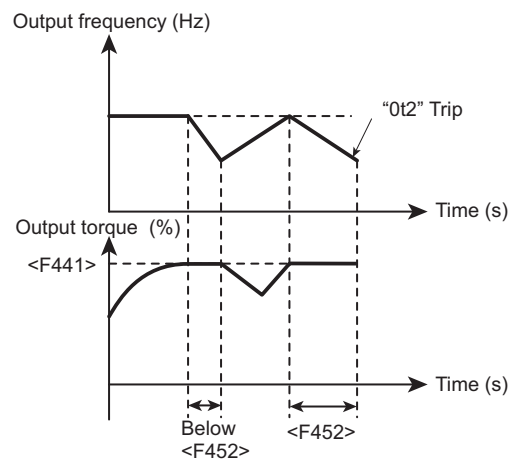 Output frequency (Hz)
“0t2” Trip
Time (s)
Output torque (%)
<F441>
Time (s)
Below
<F452>
<F452>